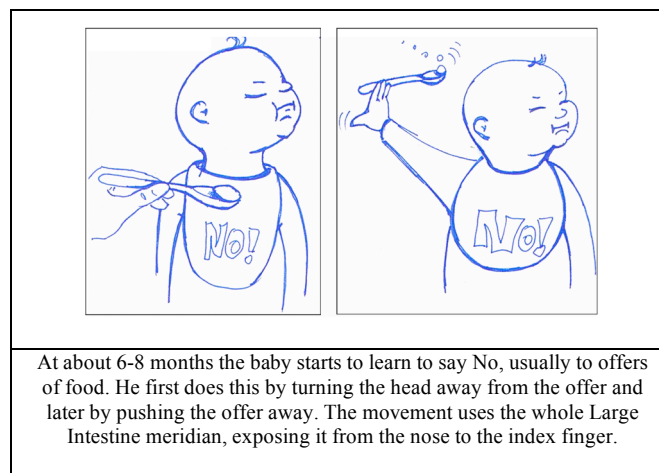 No!
No!
At about 6-8 months the baby starts to learn to say No, usually to offers
of food. He first does this by turning the head away from the offer and
later by pushing the offer away. The movement uses the whole Large
Intestine meridian, exposing it from the nose to the index finger.